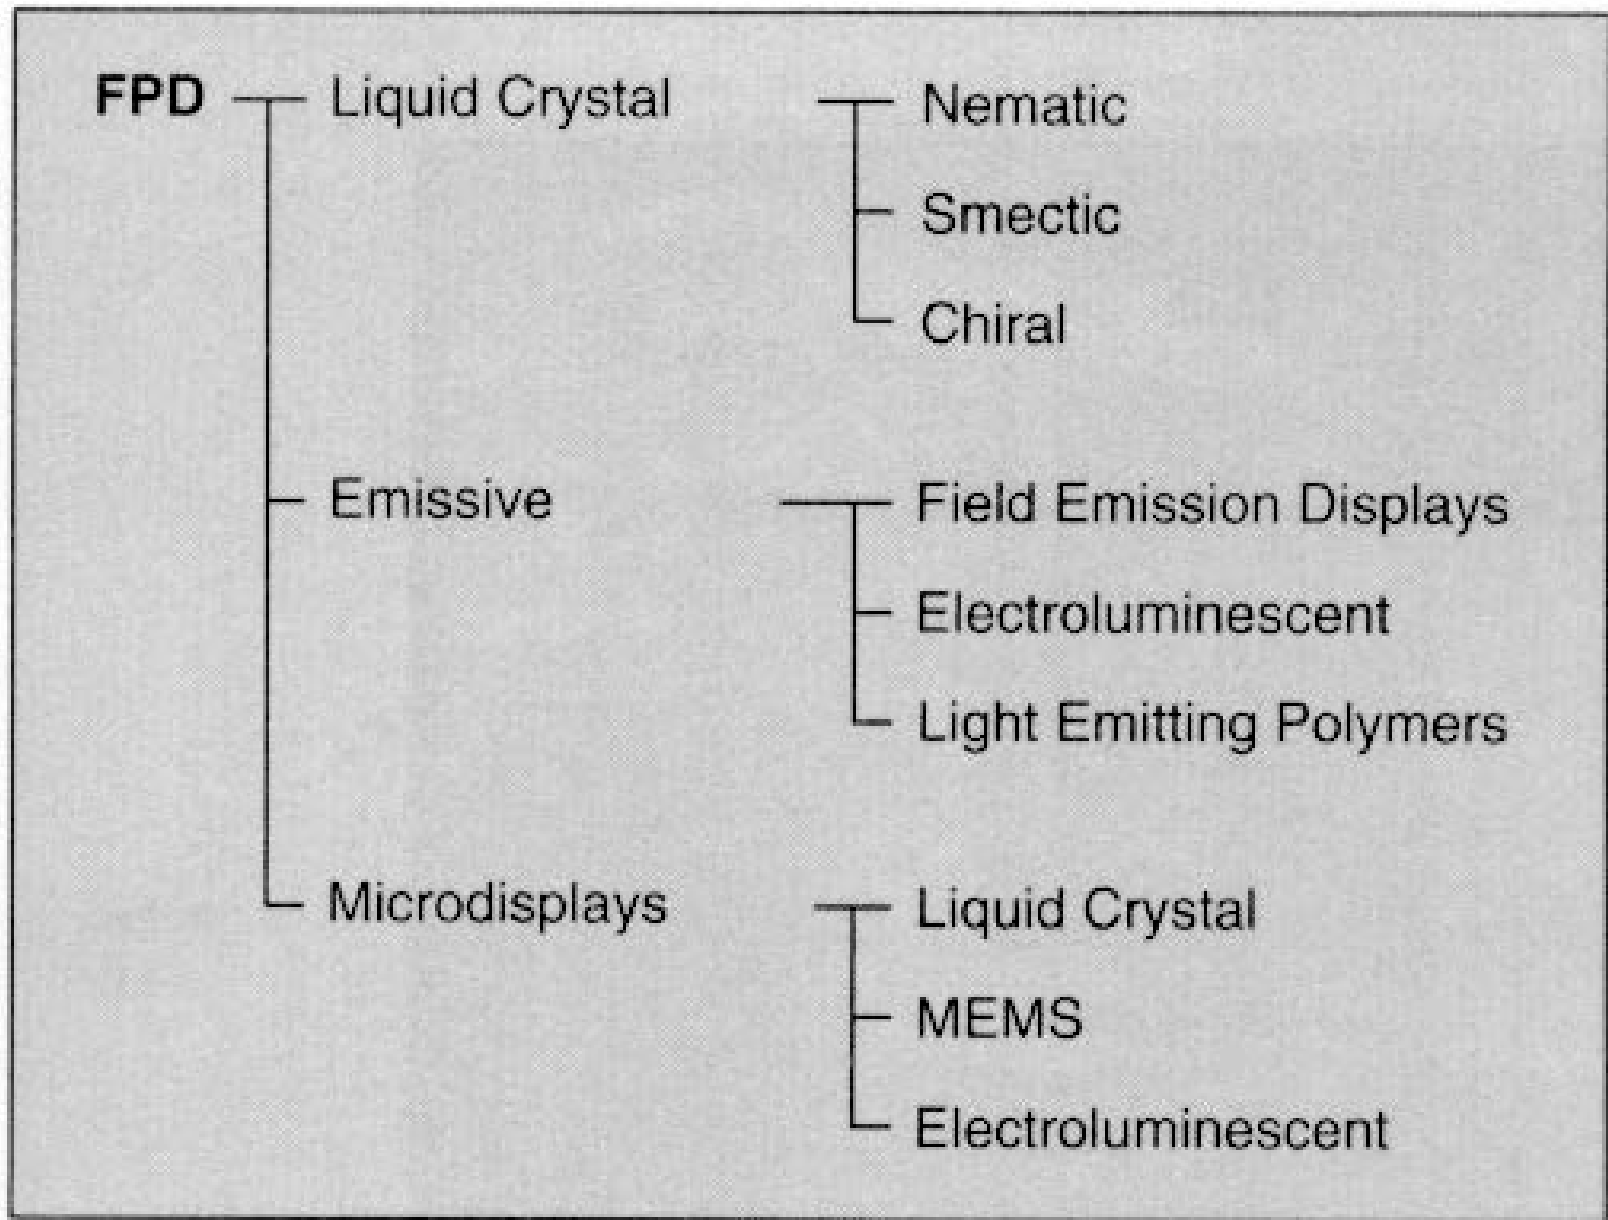 FPD Liquid Crystal Nematic
Smectic
Chiral
Emissive Field Emission Displays
Electroluminescent
Light Emitting Polymers
Microdisplays Liquid Crystal
MEMS
Electroluminescent